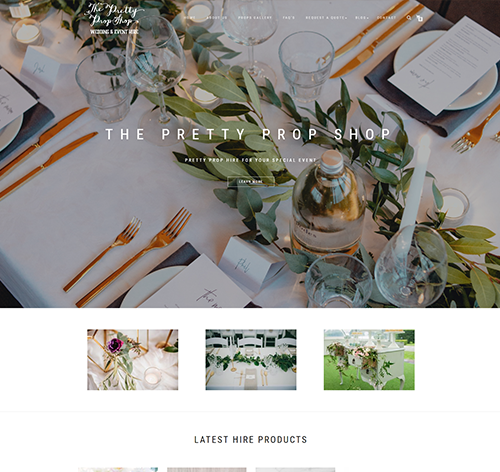 The Pretty
Prop Shop
WEDDING & EVENT HIRE
HOME ABOUT US PROPS GALLERY FAQ'S REQUEST A QUOTE BLOG CONTACT
THE PRETTY PROP SHOP
PRETTY PROP HIRE FOR YOUR SPECIAL EVENT
LEARN MORE
LATEST HIRE PRODUCTS